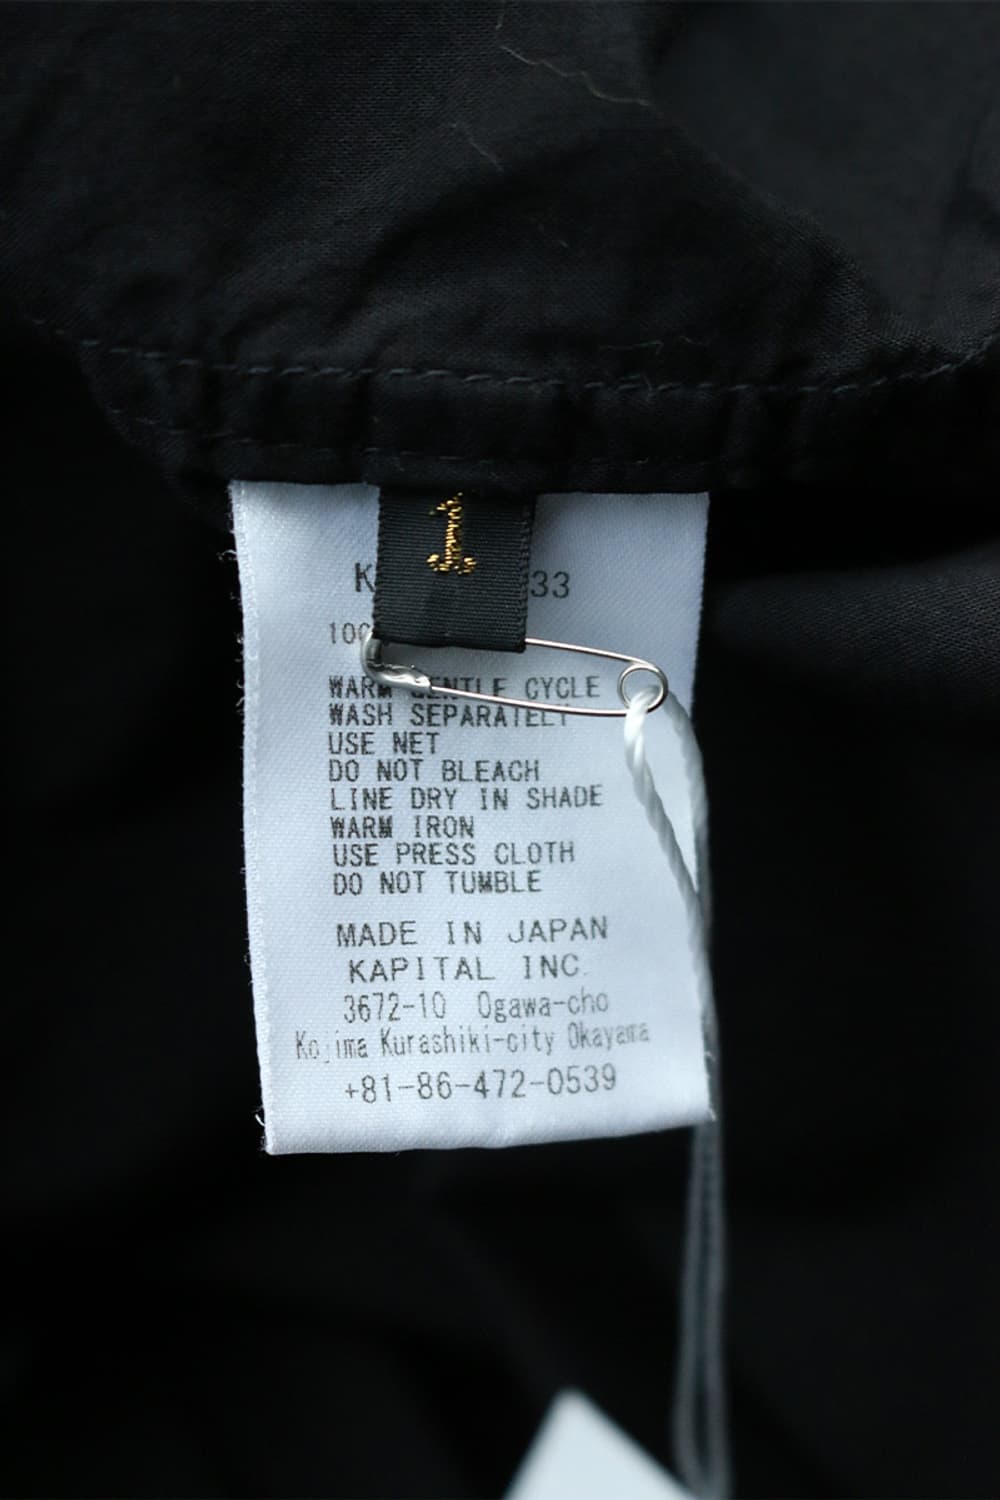 1
K 33
100
WARM GENTLE CYCLE
WASH SEPARATELY
USE NET
DO NOT BLEACH
LINE DRY IN SHADE
WARM IRON
USE PRESS CLOTH
DO NOT TUMBLE
MADE IN JAPAN
KAPITAL INC.
3672-10 Ogawa-cho
Kojima Kurashiki-city Okayama
+81-86-472-0539